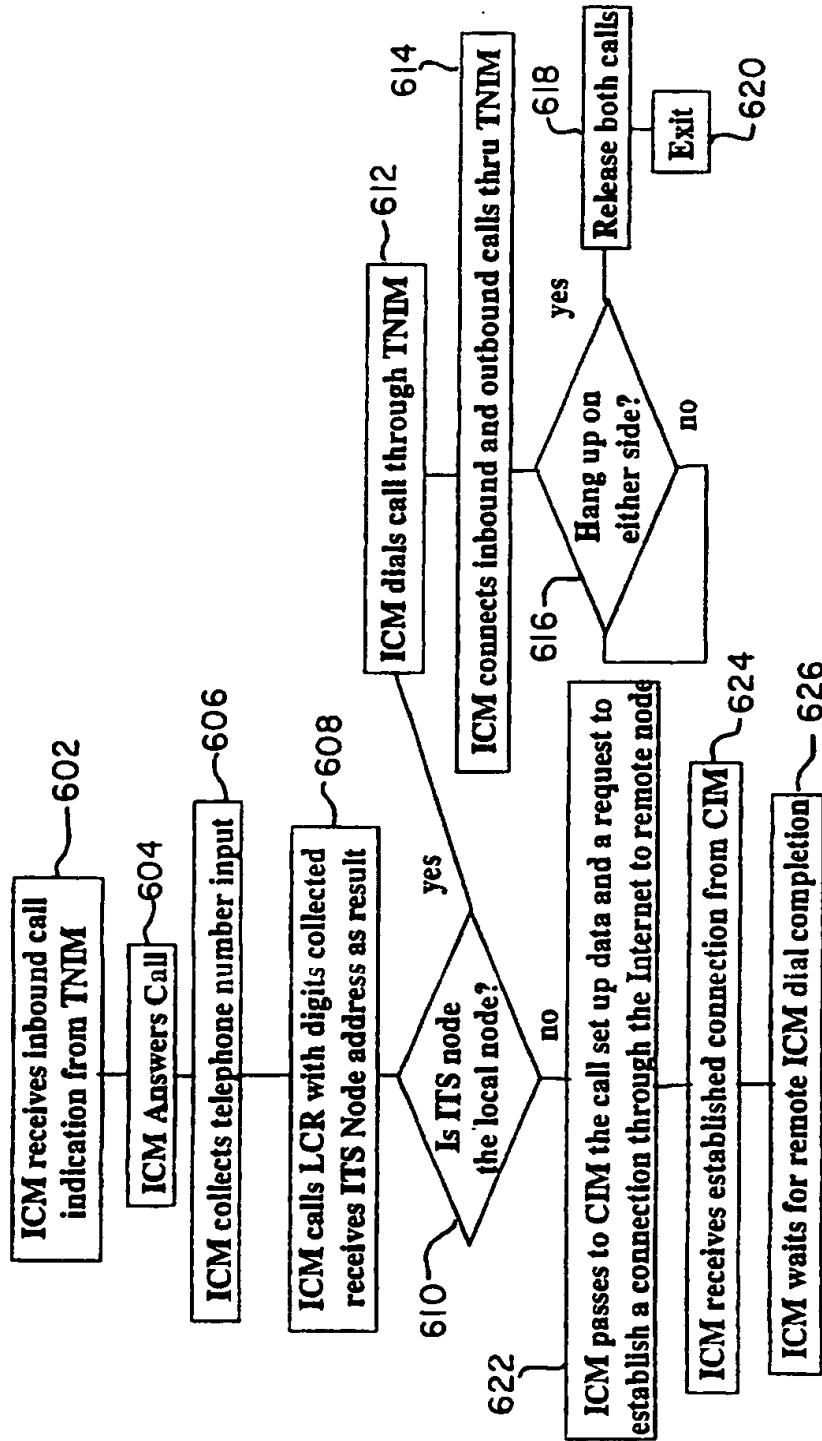 602
ICM receives inbound call
indication from TNIM
604
ICM Answers Call
606
ICM collects telephone number input
608
ICM calls LCR with digits collected
receives ITS Node address as result
610
Is ITS node
the local node?
yes
no
612
ICM dials call through TNIM
614
ICM connects inbound and outbound calls thru TNIM
616
Hang up on
either side?
yes
no
618
Release both calls
Exit
620
622
ICM passes to CIM the call set up data and a request to
establish a connection through the Internet to remote node
624
ICM receives established connection from CIM
626
ICM waits for remote ICM dial completion